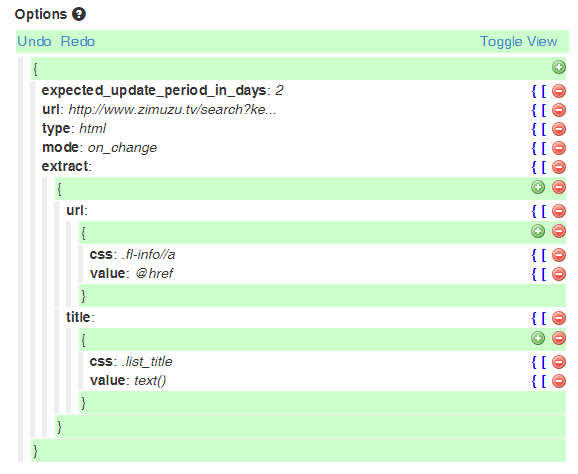 Options ?
Undo Redo Toggle View
{
expected_update_period_in_days: 2 { [
url: http://www.zimuzu.tv/search?ke... { [
type: html { [
mode: on_change { [
extract: { [
{
url: { [
{
css: .fl-info//a { [
value: @href { [
}
title: { [
{
css: .list_title { [
value: text() { [
}
}
}